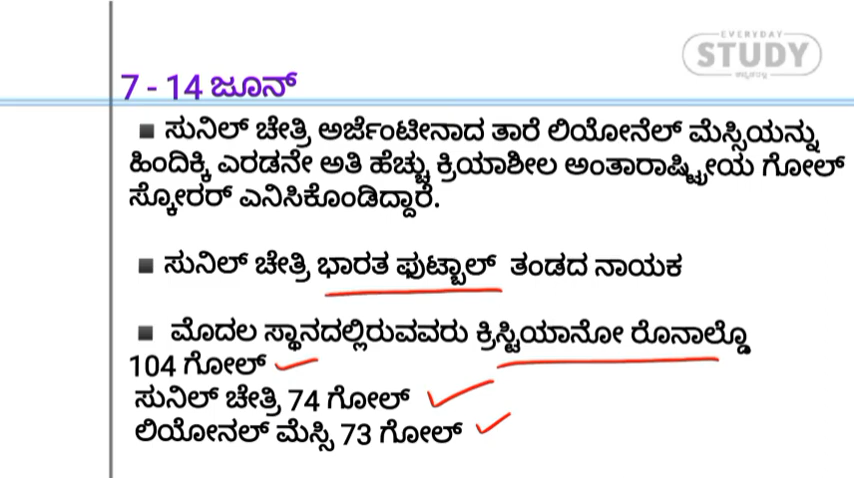 EVERYDAY
STUDY
7 - 14 ಜೂನ್
▪ ಸುನಿಲ್ ಚೇತ್ರಿ ಅರ್ಜೆಂಟೀನಾದ ತಾರೆ ಲಿಯೋನೆಲ್ ಮೆಸ್ಸಿಯನ್ನು
ಹಿಂದಿಕ್ಕಿ ಎರಡನೇ ಅತಿ ಹೆಚ್ಚು ಕ್ರಿಯಾಶೀಲ ಅಂತಾರಾಷ್ಟ್ರೀಯ ಗೋಲ್
ಸ್ಕೋರರ್ ಎನಿಸಿಕೊಂಡಿದ್ದಾರೆ.
▪ ಸುನಿಲ್ ಚೇತ್ರಿ ಭಾರತ ಫುಟ್ಬಾಲ್ ತಂಡದ ನಾಯಕ
▪ ಮೊದಲ ಸ್ಥಾನದಲ್ಲಿರುವವರು ಕ್ರಿಸ್ಟಿಯಾನೋ ರೊನಾಲ್ಡೊ
104 ಗೋಲ್
ಸುನಿಲ್ ಚೇತ್ರಿ 74 ಗೋಲ್
ಲಿಯೋನಲ್ ಮೆಸ್ಸಿ 73 ಗೋಲ್